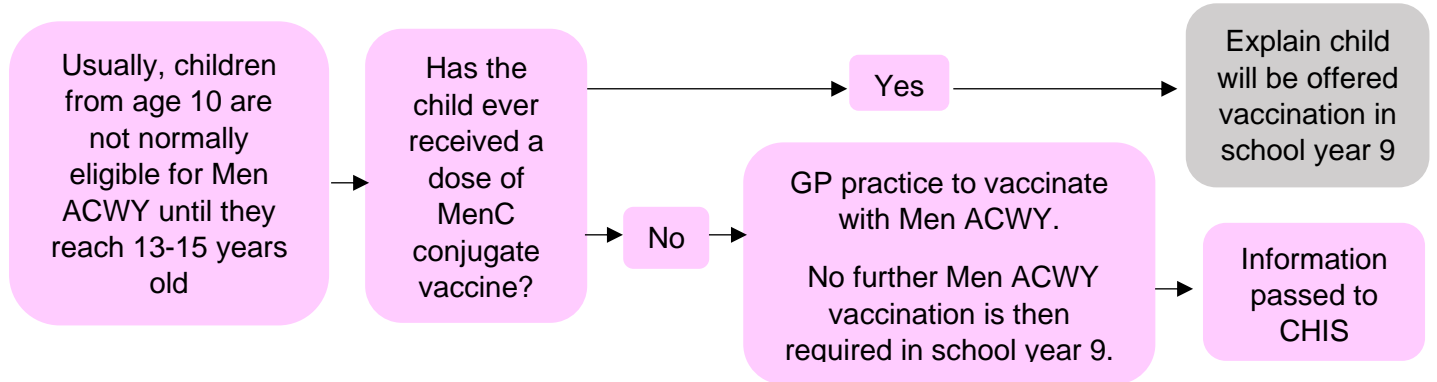 Usually, children
from age 10 are
not normally
eligible for Men
ACWY until they
reach 13-15 years
old
Has the
child ever
received a
dose of
MenC
conjugate
vaccine?
Yes
Explain child
will be offered
vaccination in
school year 9
No
GP practice to vaccinate
with Men ACWY.
No further Men ACWY
vaccination is then
required in school year 9.
Information
passed to
CHIS